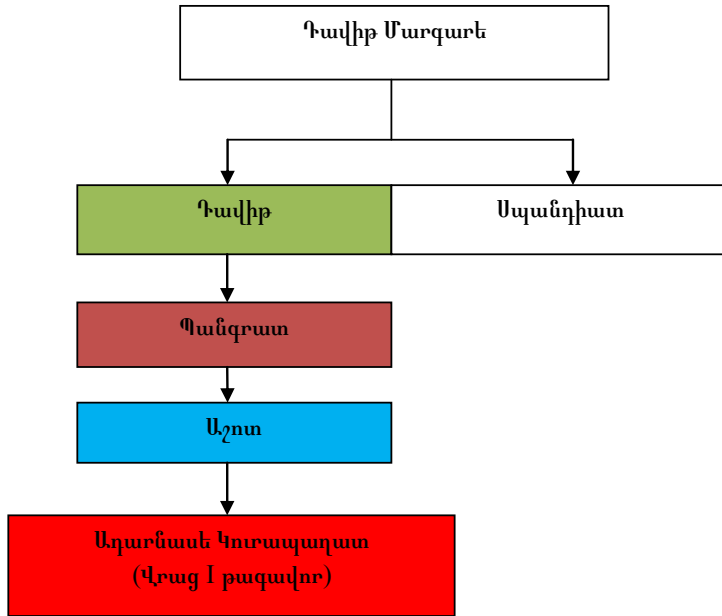 Դավիթ Մարգարե
Դավիթ
Սպանդիատ
Պանգրատ
Աշոտ
Ադարնասե Կուրապաղատ
(Վրաց I թագավոր)